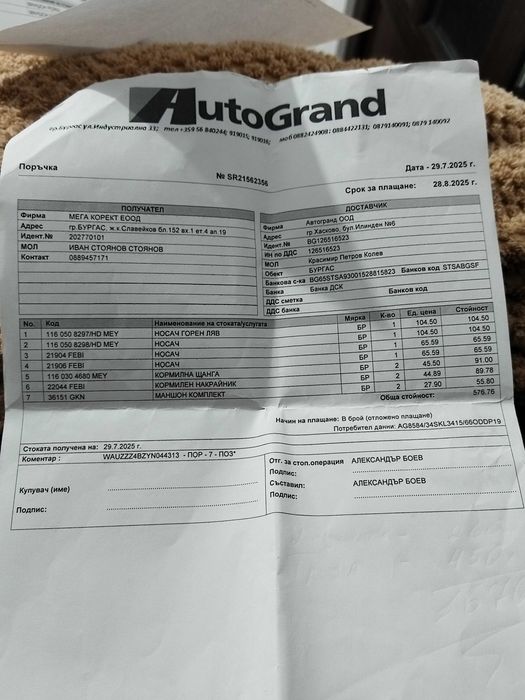 AutoGrand
гр.Бургас ул.Индустриална 33; тел +359 56 840244; 919015; 919016; моб 0882424908; 0884422131; 0879140091; 0879 140092
Поръчка
№ SR21562356
Дата - 29.7.2025 г.
Срок за плащане: 28.8.2025 г.
ПОЛУЧАТЕЛ
Фирма МЕГА КОРЕКТ ЕООД
Адрес гр.БУРГАС, ж.к.Славейков бл.152 вх.1 ет.4 ап.19
Идент.№ 202770101
МОЛ ИВАН СТОЯНОВ СТОЯНОВ
Контакт 0889457171
ДОСТАВЧИК
Фирма Автогранд ООД
Адрес гр.Хасково, бул.Илинден №6
Идент.№ BG126516523
ИН по ДДС 126516523
МОЛ Красимир Петров Колев
Обект БУРГАС
Банкова с-ка BG65STSA93001528815823 Банков код STSABGSF
Банка Банка ДСК
ДДС сметка Банков код
ДДС банка
No. Код Наименование на стоката/услугата Мярка К-во Ед. цена Стойност
1 116 050 8297/HD MEY НОСАЧ ГОРЕН ЛЯВ БР 1 104.50 104.50
2 116 050 8298/HD MEY НОСАЧ БР 1 104.50 104.50
3 21904 FEBI НОСАЧ БР 1 65.59 65.59
4 21906 FEBI НОСАЧ БР 1 65.59 65.59
5 116 030 4680 MEY КОРМИЛНА ЩАНГА БР 2 45.50 91.00
6 22044 FEBI КОРМИЛЕН НАКРАЙНИК БР 2 44.89 89.78
7 36151 GKN МАНШОН КОМПЛЕКТ БР 2 27.90 55.80
Обща стойност: 576.76
Начин на плащане: В брой (отложено плащане)
Потребител данни: AG8584/34SKL3415/66ODDP19
Стоката получена на: 29.7.2025 г.
Коментар : WAUZZZ4BZYN044313 - ПОР - 7 - ПОЗ*
Купувач (име)
Подпис:
Отг. за стоп.операция АЛЕКСАНДЪР БОЕВ
Подпис:
Съставил: АЛЕКСАНДЪР БОЕВ
Подпис: